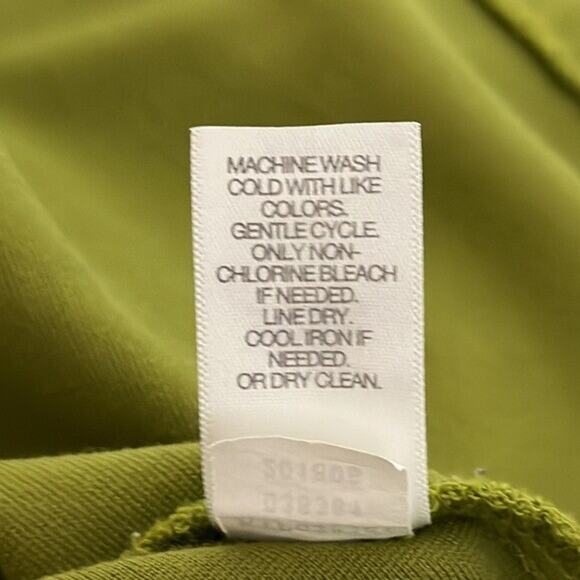 MACHINE WASH
COLD WITH LIKE
COLORS.
GENTLE CYCLE.
ONLY NON-
CHLORINE BLEACH
IF NEEDED.
LINE DRY.
COOL IRON IF
NEEDED.
OR DRY CLEAN.